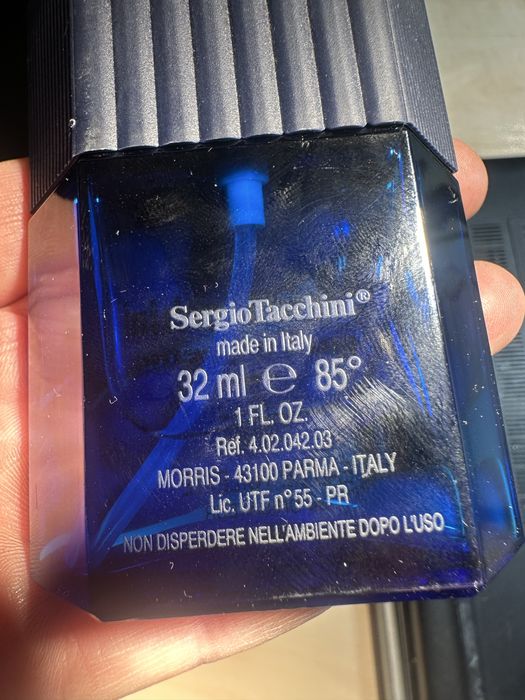 SergioTacchini®
made in Italy
32 ml ℮ 85°
1 FL. OZ.
Réf. 4.02.042.03
MORRIS - 43100 PARMA - ITALY
Lic. UTF n° 55 - PR
NON DISPERDERE NELL'AMBIENTE DOPO L'USO